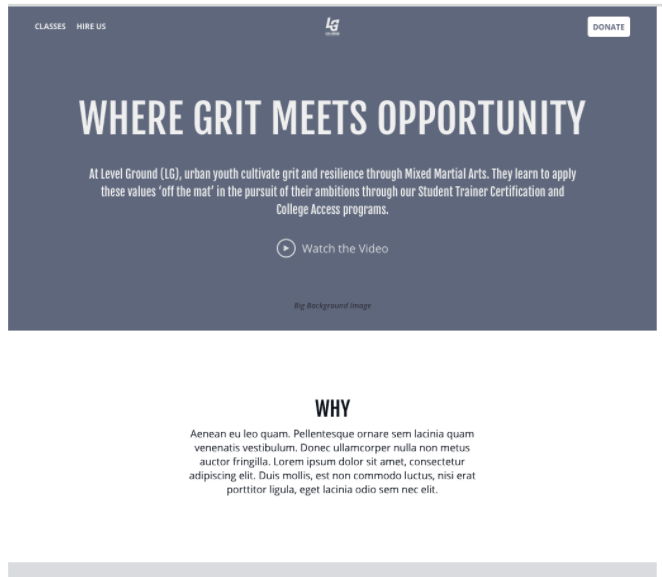 CLASSES HIRE US LG DONATE
WHERE GRIT MEETS OPPORTUNITY
At Level Ground (LG), urban youth cultivate grit and resilience through Mixed Martial Arts. They learn to apply
these values ‘off the mat’ in the pursuit of their ambitions through our Student Trainer Certification and
College Access programs.
Watch the Video
Big Background Image
WHY
Aenean eu leo quam. Pellentesque ornare sem lacinia quam
venenatis vestibulum. Donec ullamcorper nulla non metus
auctor fringilla. Lorem ipsum dolor sit amet, consectetur
adipiscing elit. Duis mollis, est non commodo luctus, nisi erat
porttitor ligula, eget lacinia odio sem nec elit.